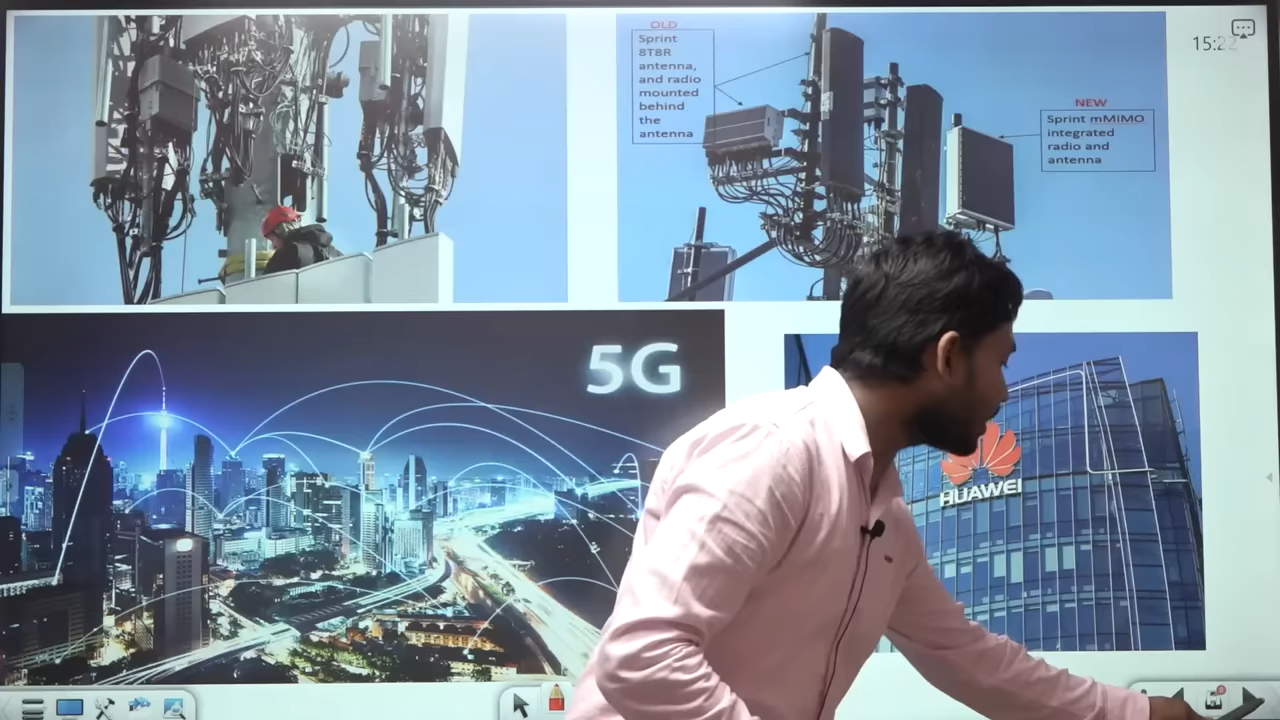 OLD
Sprint
8T8R
antenna,
and radio
mounted
behind
the
antenna
NEW
Sprint mMIMO
integrated
radio and
antenna
15:22
5G
HUAWEI